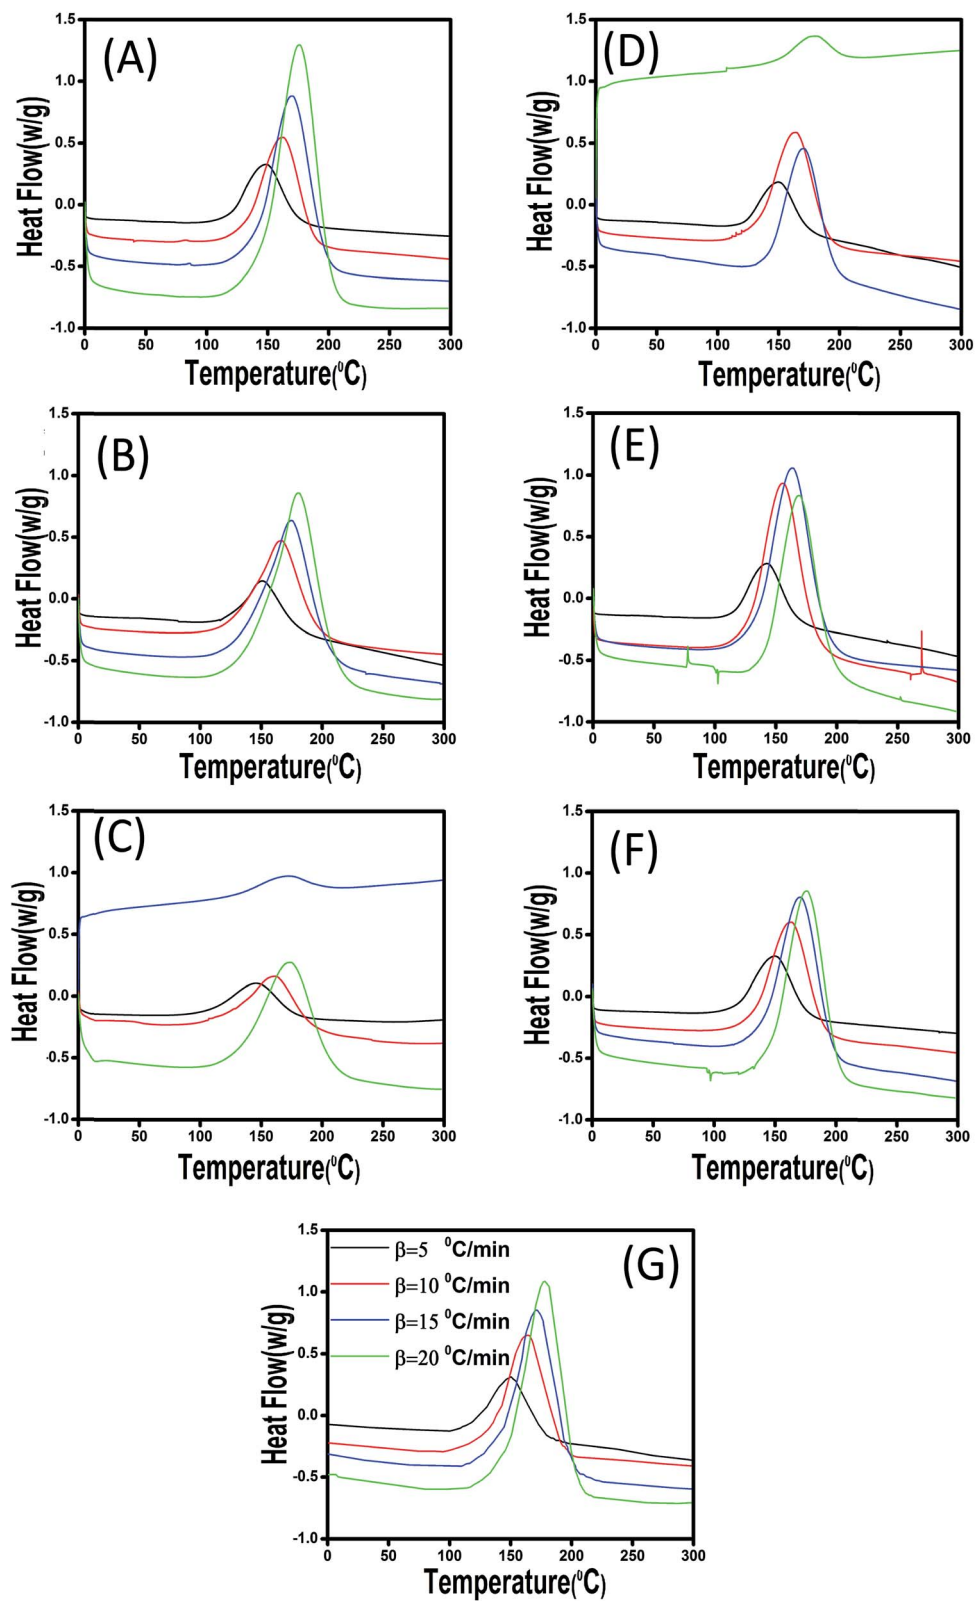 (A)
1.5
1.0
0.5
0.0
-0.5
-1.0
0 50 100 150 200 250 300
Heat Flow(w/g)
Temperature(⁰C)
(D)
1.5
1.0
0.5
0.0
-0.5
-1.0
0 50 100 150 200 250 300
Heat Flow(w/g)
Temperature(⁰C)
(B)
1.5
1.0
0.5
0.0
-0.5
-1.0
0 50 100 150 200 250 300
Heat Flow(w/g)
Temperature(⁰C)
(E)
1.5
1.0
0.5
0.0
-0.5
-1.0
0 50 100 150 200 250 300
Heat Flow(w/g)
Temperature(⁰C)
(C)
1.5
1.0
0.5
0.0
-0.5
-1.0
0 50 100 150 200 250 300
Heat Flow(w/g)
Temperature(⁰C)
(F)
1.5
1.0
0.5
0.0
-0.5
-1.0
0 50 100 150 200 250 300
Heat Flow(w/g)
Temperature(⁰C)
(G)
β=5 ⁰C/min
β=10 ⁰C/min
β=15 ⁰C/min
β=20 ⁰C/min
1.5
1.0
0.5
0.0
-0.5
-1.0
0 50 100 150 200 250 300
Heat Flow(w/g)
Temperature(⁰C)